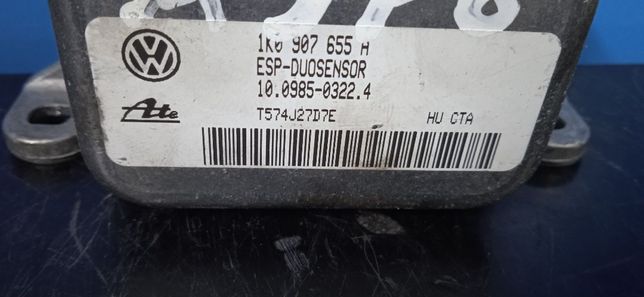 1K0 907 655 A
ESP-DUOSENSOR
10.0985-0322.4
Ate
T574J27D7E HU CTA